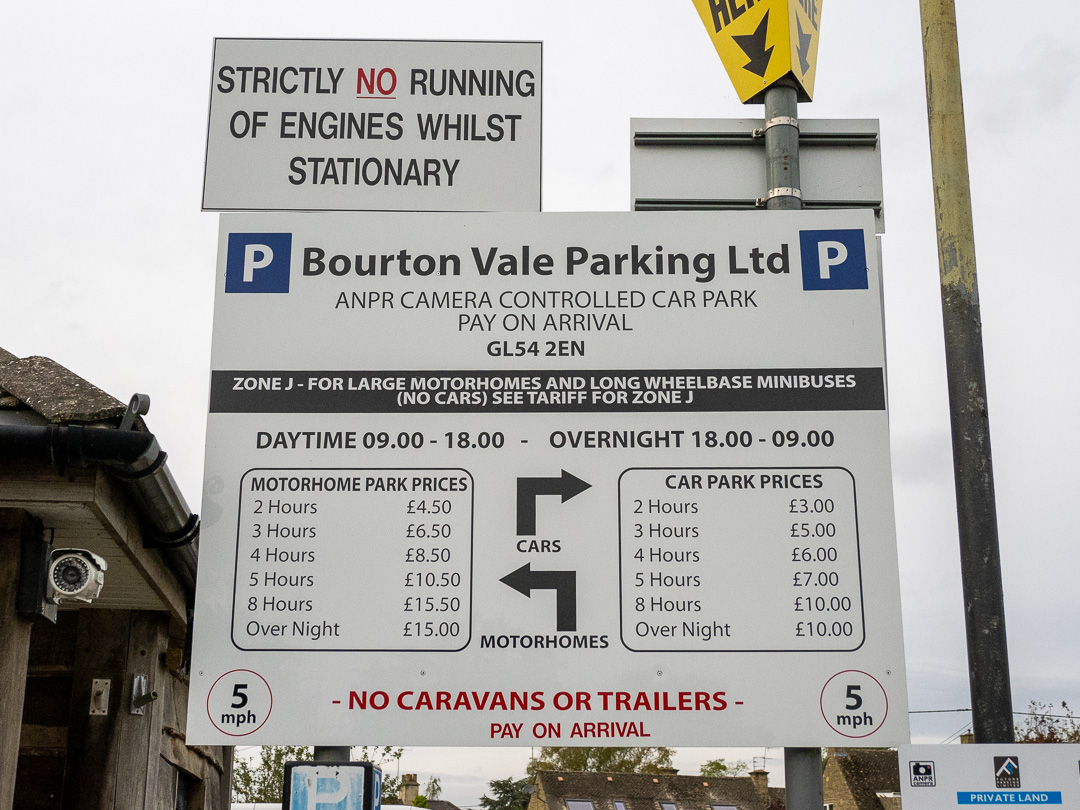 STRICTLY NO RUNNING
OF ENGINES WHILST
STATIONARY
P Bourton Vale Parking Ltd P
ANPR CAMERA CONTROLLED CAR PARK
PAY ON ARRIVAL
GL54 2EN
ZONE J - FOR LARGE MOTORHOMES AND LONG WHEELBASE MINIBUSES
(NO CARS) SEE TARIFF FOR ZONE J
DAYTIME 09.00 - 18.00 - OVERNIGHT 18.00 - 09.00
MOTORHOME PARK PRICES
2 Hours £4.50
3 Hours £6.50
4 Hours £8.50
5 Hours £10.50
8 Hours £15.50
Over Night £15.00
CARS
MOTORHOMES
CAR PARK PRICES
2 Hours £3.00
3 Hours £5.00
4 Hours £6.00
5 Hours £7.00
8 Hours £10.00
Over Night £10.00
5
mph
- NO CARAVANS OR TRAILERS -
PAY ON ARRIVAL
5
mph
P
ANPR
camera
PRIVATE LAND